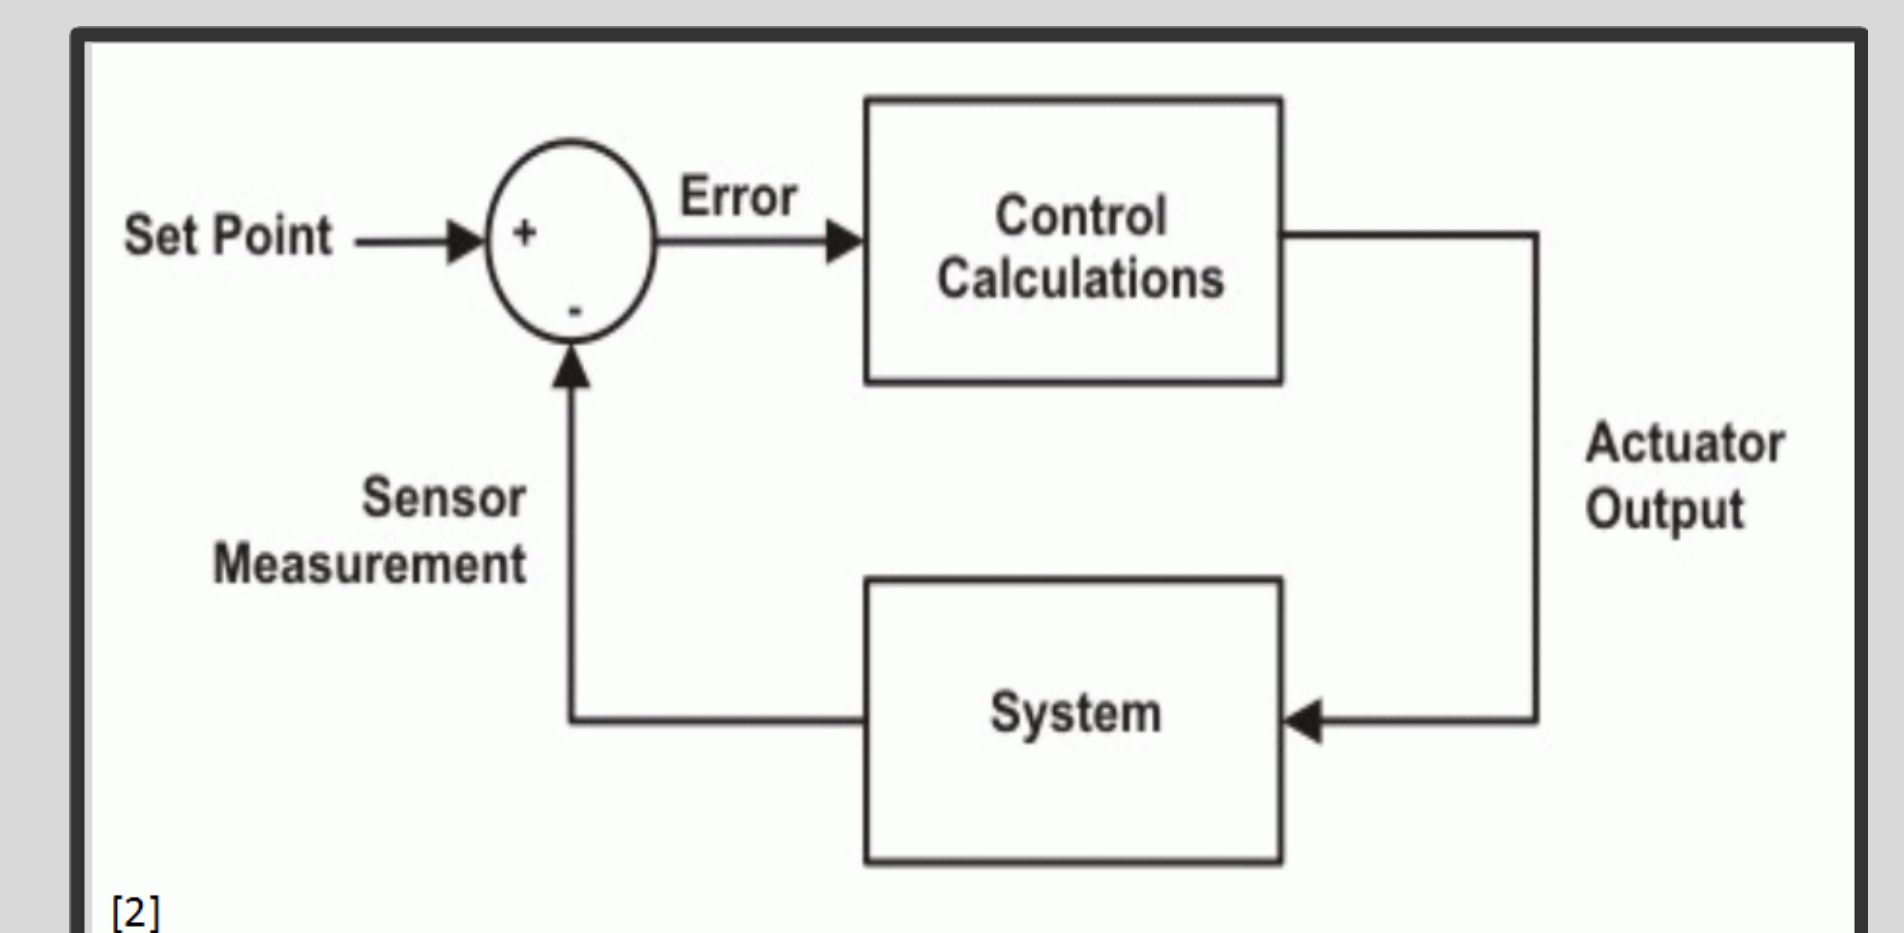 Set Point
+
-
Error
Control
Calculations
Actuator
Output
Sensor
Measurement
System
[2]